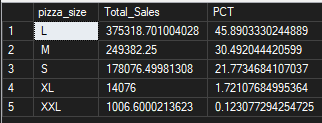 pizza_size Total_Sales PCT
1 L 375318.701004028 45.8903330244889
2 M 249382.25 30.492044420599
3 S 178076.49981308 21.7734684107037
4 XL 14076 1.72107684995364
5 XXL 1006.6000213623 0.123077294254725